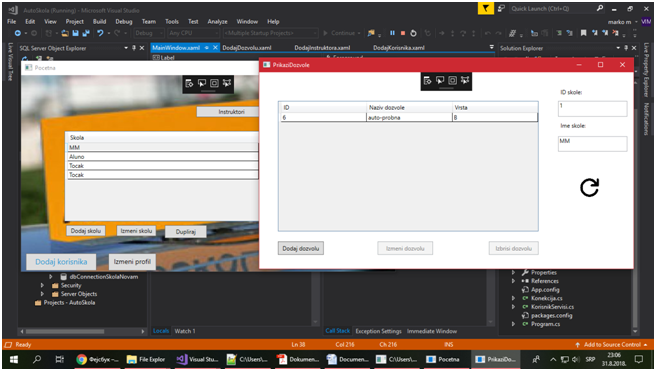 AutoSkola (Running) - Microsoft Visual Studio
Quick Launch (Ctrl+Q)
File Edit View Project Build Debug Team Tools Test Analyze Window Help
marko m
Debug Any CPU <Multiple Startup Projects> Continue
SQL Server Object Explorer
MainWindow.xaml DodajDozvolu.xaml DodajInstruktora.xaml DodajKorisnika.xaml
Solution Explorer
Label
Live Visual Tree
Live Property Explorer
Notifications
Pocetna
Instruktori
Skola
MM
Aluno
Tocak
Tocak
Dodaj skolu Izmeni skolu Dupliraj
Dodaj korisnika Izmeni profil
PrikaziDozvole
ID Naziv dozvole Vrsta
6 auto-probna B
ID skole:
1
Ime skole:
MM
Dodaj dozvolu Izmeni dozvolu Izbrisi dozvolu
dbConnectionSkolaNovam
Security
Server Objects
Projects - AutoSkola
Properties
References
App.config
Konekcija.cs
KorisnikServisi.cs
packages.config
Program.cs
Locals Watch 1
Call Stack Exception Settings Immediate Window
Ready
Ln 38 Col 216 Ch 216 INS
Add to Source Control
Фејсбук -... File Explor Visual Stu... C:\Users\... Dokumen... Documen... C:\Users\... Pocetna PrikaziDo...
SRP
23:06
31.8.2018.